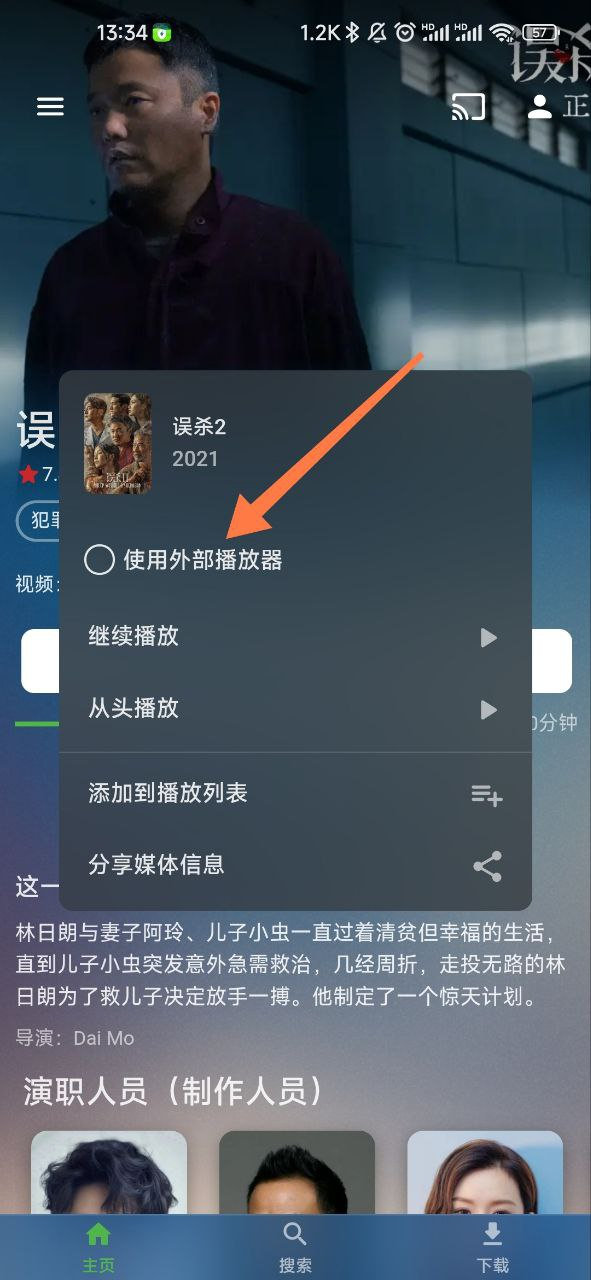 13:34
1.2K HD HD 57
误杀
正
误
7.
误杀2
2021
犯罪
使用外部播放器
视频:
继续播放
从头播放
0分钟
添加到播放列表
分享媒体信息
这一
林日朗与妻子阿玲、儿子小虫一直过着清贫但幸福的生活，
直到儿子小虫突发意外急需救治，几经周折，走投无路的林
日朗为了救儿子决定放手一搏。他制定了一个惊天计划。
导演：Dai Mo
演职人员（制作人员）
主页
搜索
下载